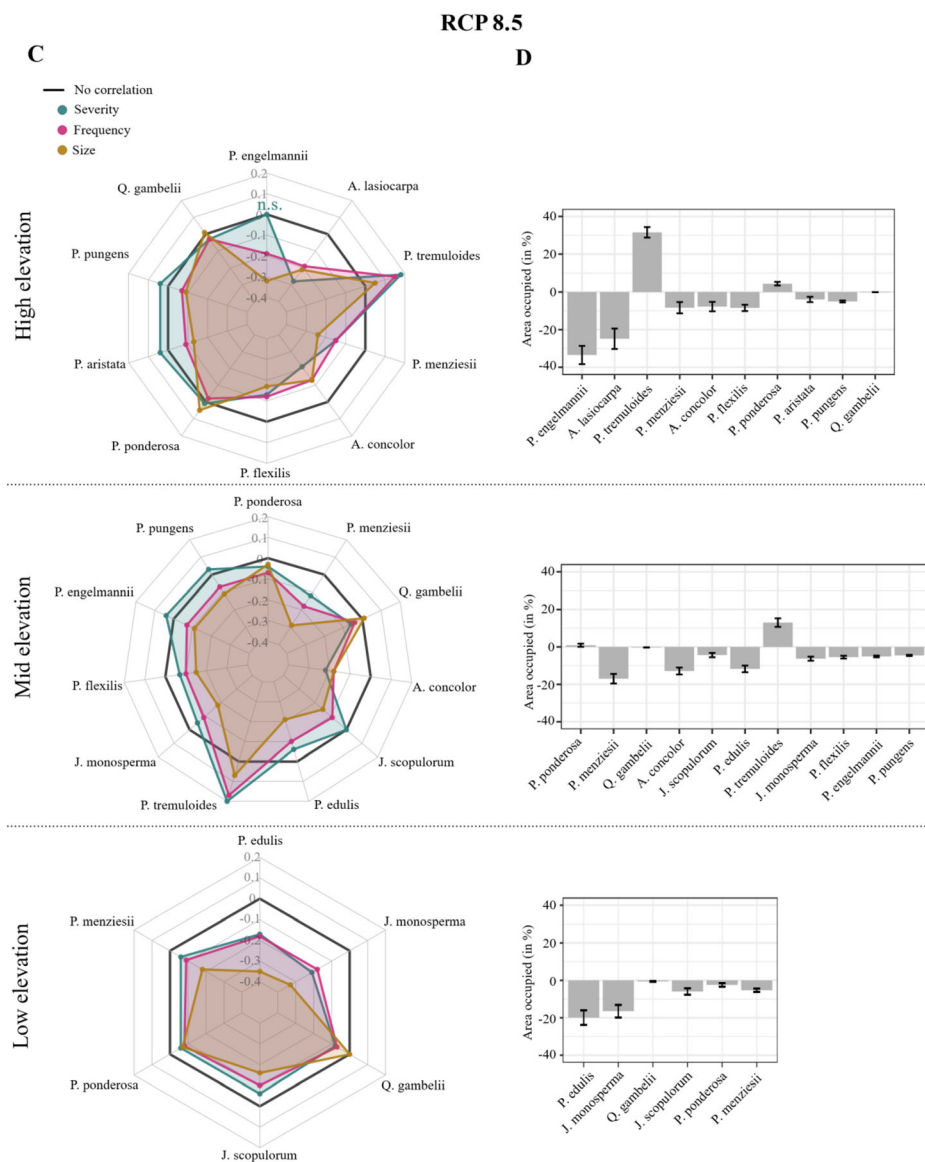 RCP 8.5
C
D
No correlation
Severity
Frequency
Size
High elevation
P. engelmannii
A. lasiocarpa
P. tremuloides
P. menziesii
A. concolor
P. flexilis
P. ponderosa
P. aristata
P. pungens
Q. gambelii
0.2
0.1
n.s.
-0.1
-0.2
-0.3
-0.4
Area occupied (in %)
40
20
0
-20
-40
P. engelmannii
A. lasiocarpa
P. tremuloides
P. menziesii
A. concolor
P. flexilis
P. ponderosa
P. aristata
P. pungens
Q. gambelii
Mid elevation
P. ponderosa
P. menziesii
Q. gambelii
A. concolor
J. scopulorum
P. edulis
P. tremuloides
J. monosperma
P. flexilis
P. engelmannii
P. pungens
0.2
0.1
0
-0.1
-0.2
-0.3
-0.4
Area occupied (in %)
40
20
0
-20
-40
P. ponderosa
P. menziesii
Q. gambelii
A. concolor
J. scopulorum
P. edulis
P. tremuloides
J. monosperma
P. flexilis
P. engelmannii
P. pungens
Low elevation
P. edulis
J. monosperma
Q. gambelii
J. scopulorum
P. ponderosa
P. menziesii
0.2
0.1
0
-0.1
-0.2
-0.3
-0.4
Area occupied (in %)
40
20
0
-20
-40
P. edulis
J. monosperma
Q. gambelii
J. scopulorum
P. ponderosa
P. menziesii